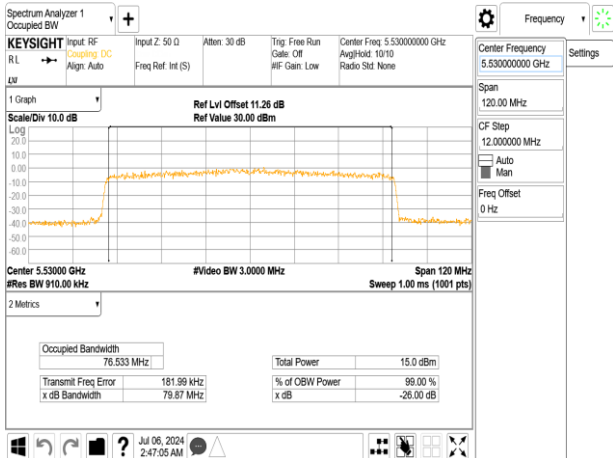 Spectrum Analyzer 1
Occupied BW
+
Frequency
KEYSIGHT
RL
Input: RF
Coupling: DC
Align: Auto
Input Z: 50 Ω
Freq Ref: Int (S)
Atten: 30 dB
Trig: Free Run
Gate: Off
#IF Gain: Low
Center Freq: 5.530000000 GHz
Avg|Hold: 10/10
Radio Std: None
Center Frequency
5.530000000 GHz
Settings
Span
120.00 MHz
CF Step
12.000000 MHz
Auto
Man
Freq Offset
0 Hz
1 Graph
Scale/Div 10.0 dB
Ref Lvl Offset 11.26 dB
Ref Value 30.00 dBm
Log
20.0
10.0
0.00
-10.0
-20.0
-30.0
-40.0
-50.0
-60.0
Center 5.53000 GHz
#Video BW 3.0000 MHz
Span 120 MHz
#Res BW 910.00 kHz
Sweep 1.00 ms (1001 pts)
2 Metrics
Occupied Bandwidth
76.533 MHz
Total Power 15.0 dBm
Transmit Freq Error 181.99 kHz
% of OBW Power 99.00 %
x dB Bandwidth 79.87 MHz
x dB -26.00 dB
?
Jul 06, 2024
2:47:05 AM